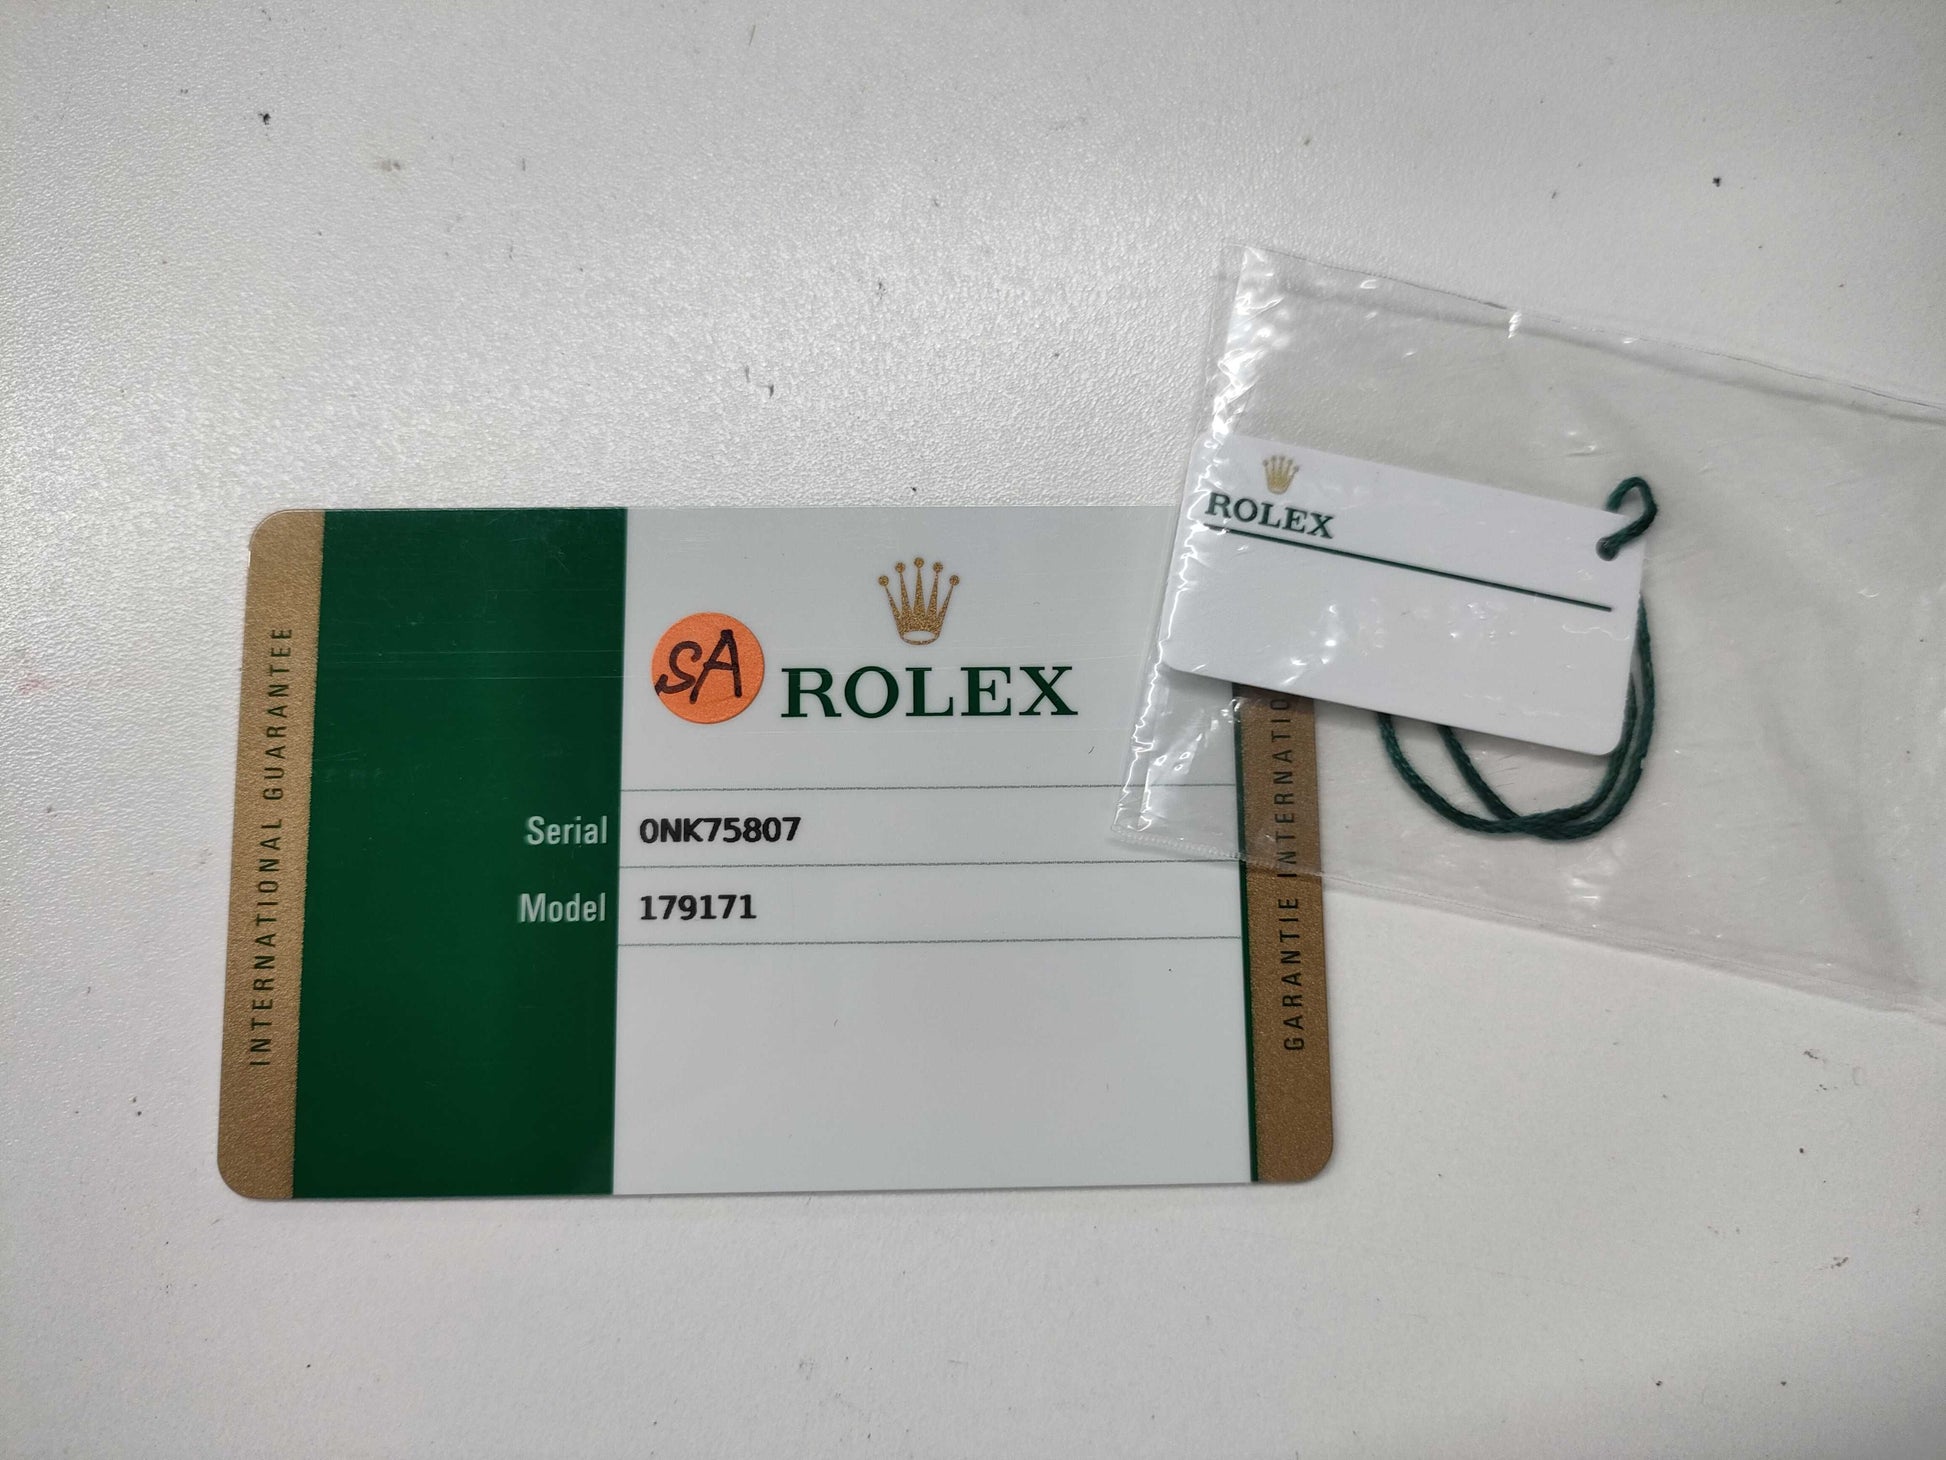 INTERNATIONAL GUARANTEE
SA
ROLEX
Serial 0NK75807
Model 179171
GARANTIE INTERNATIO
ROLEX